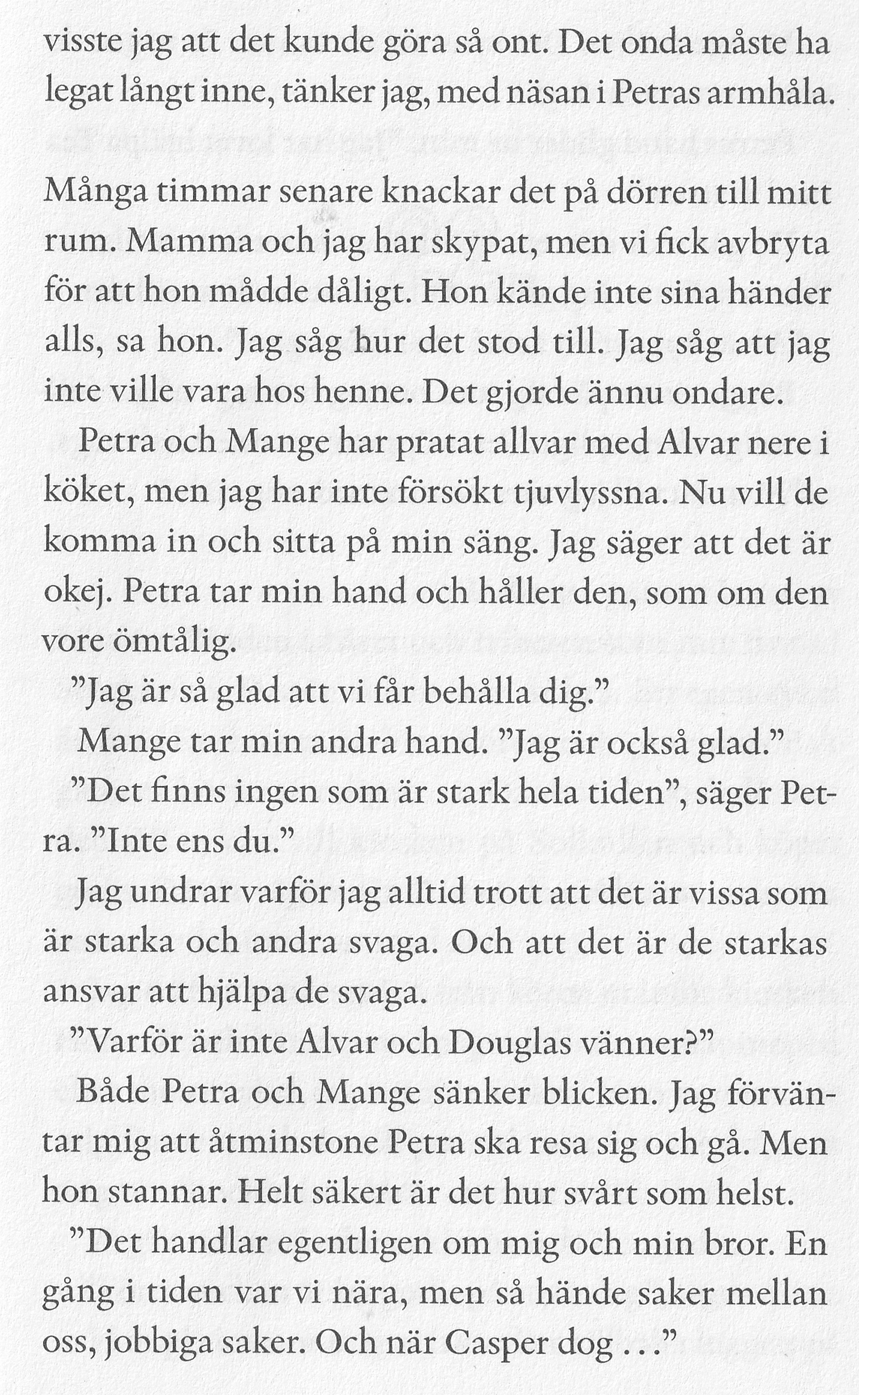 visste jag att det kunde göra så ont. Det onda måste ha
legat långt inne, tänker jag, med näsan i Petras armhåla.
Många timmar senare knackar det på dörren till mitt
rum. Mamma och jag har skypat, men vi fick avbryta
för att hon mådde dåligt. Hon kände inte sina händer
alls, sa hon. Jag såg hur det stod till. Jag såg att jag
inte ville vara hos henne. Det gjorde ännu ondare.
Petra och Mange har pratat allvar med Alvar nere i
köket, men jag har inte försökt tjuvlyssna. Nu vill de
komma in och sitta på min säng. Jag säger att det är
okej. Petra tar min hand och håller den, som om den
vore ömtålig.
”Jag är så glad att vi får behålla dig.”
Mange tar min andra hand. ”Jag är också glad.”
”Det finns ingen som är stark hela tiden”, säger Pet-
ra. ”Inte ens du.”
Jag undrar varför jag alltid trott att det är vissa som
är starka och andra svaga. Och att det är de starkas
ansvar att hjälpa de svaga.
”Varför är inte Alvar och Douglas vänner?”
Både Petra och Mange sänker blicken. Jag förvän-
tar mig att åtminstone Petra ska resa sig och gå. Men
hon stannar. Helt säkert är det hur svårt som helst.
”Det handlar egentligen om mig och min bror. En
gång i tiden var vi nära, men så hände saker mellan
oss, jobbiga saker. Och när Casper dog . . .”